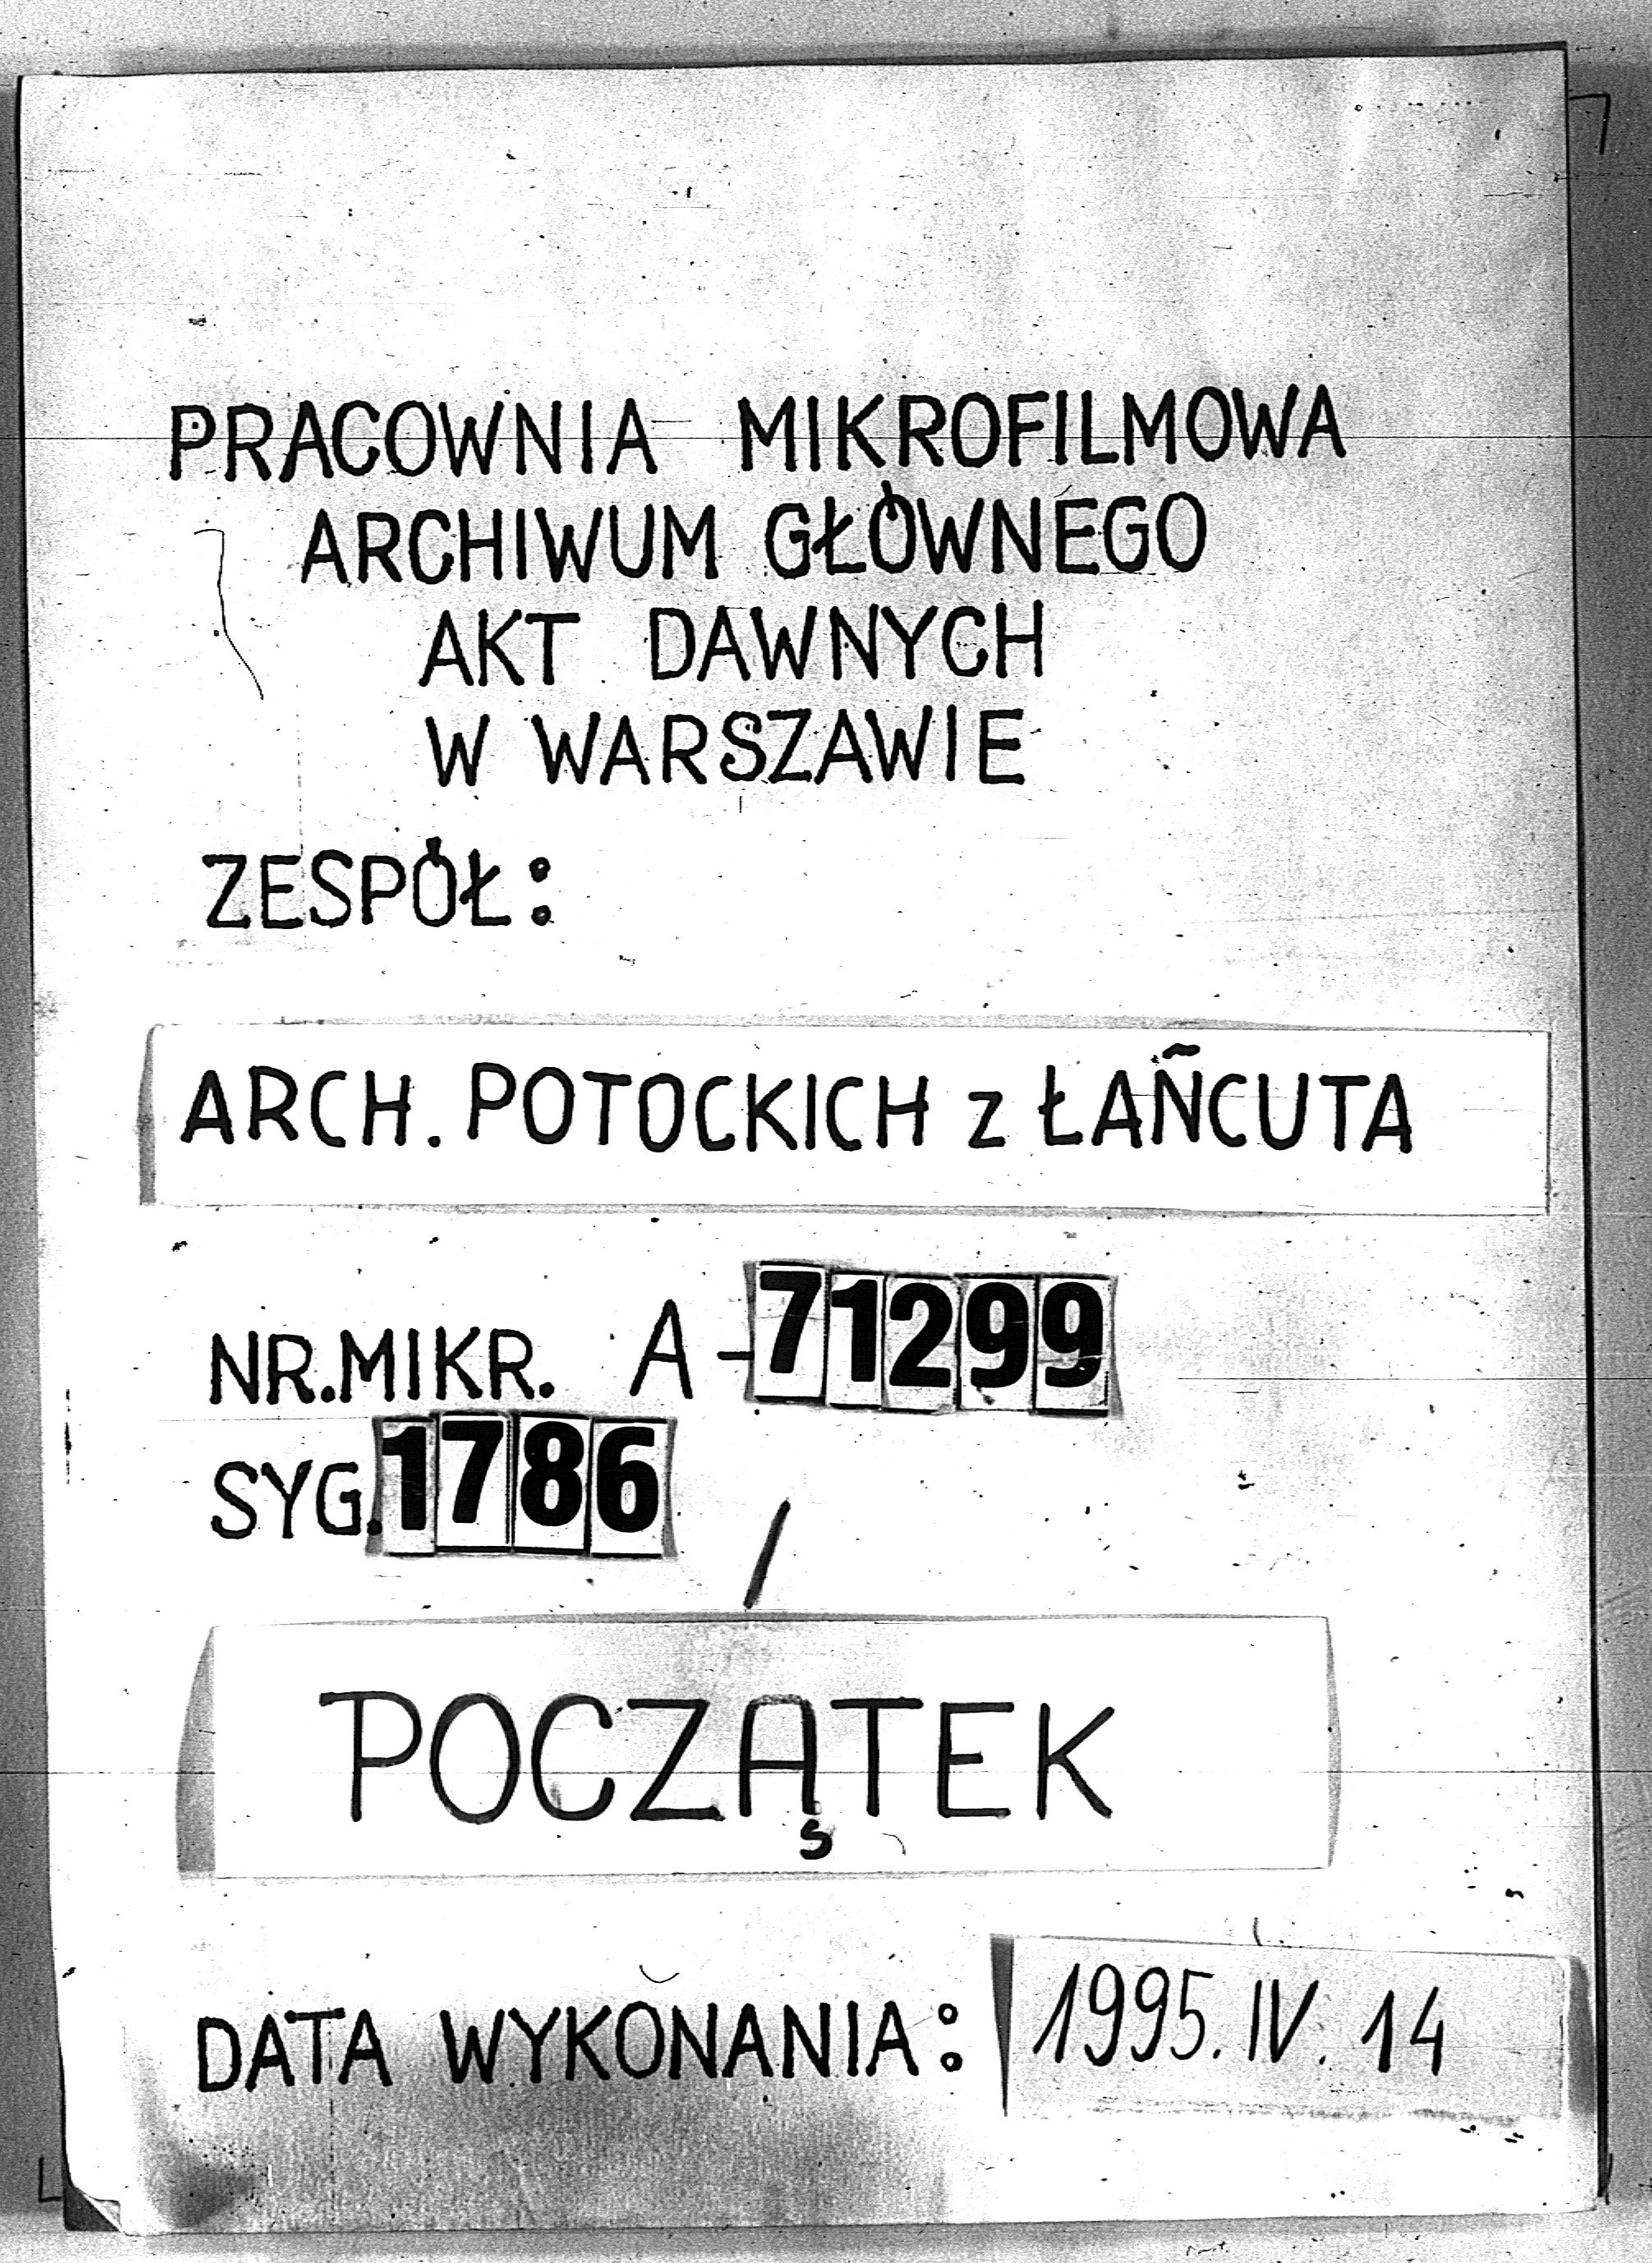 PRACOWNIA MIKROFILMOWA
ARCHIWUM GŁÓWNEGO
AKT DAWNYCH
W WARSZAWIE
ZESPÓŁ:
ARCH. POTOCKICH z ŁAŃCUTA
NR.MIKR. A-71299
SYG.1786
POCZĄTEK
DATA WYKONANIA: 1995.IV.14